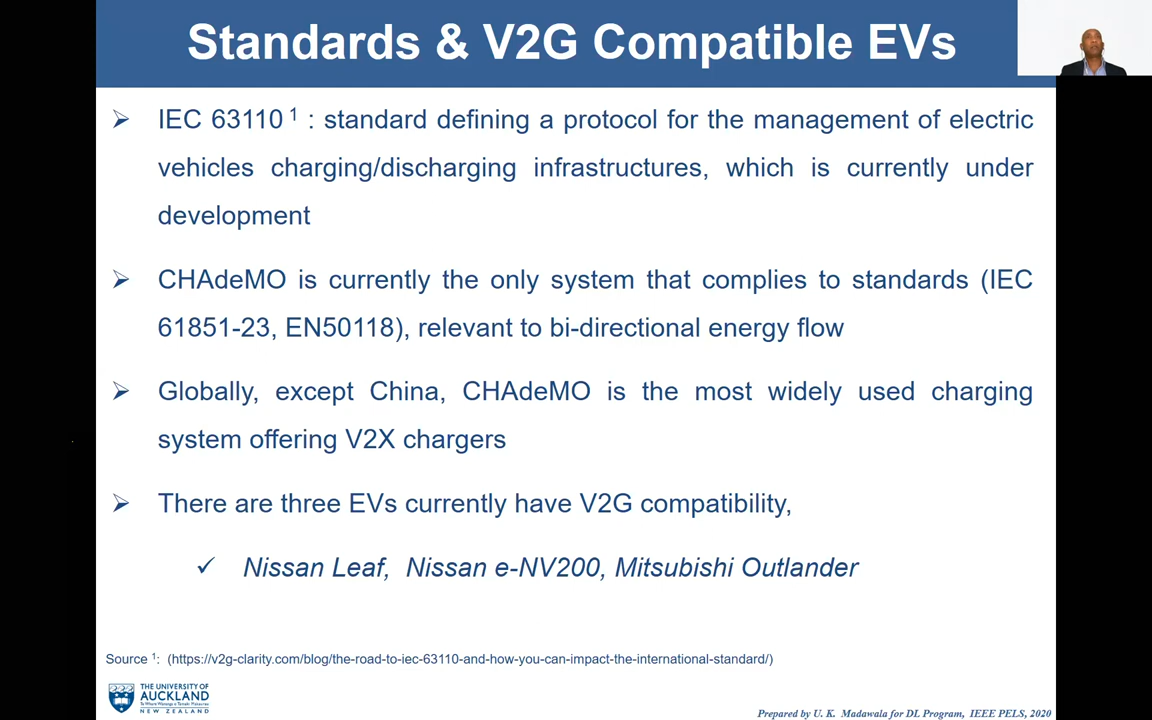 Standards & V2G Compatible EVs
➢ IEC 63110 ¹ : standard defining a protocol for the management of electric
vehicles charging/discharging infrastructures, which is currently under
development
➢ CHAdeMO is currently the only system that complies to standards (IEC
61851-23, EN50118), relevant to bi-directional energy flow
➢ Globally, except China, CHAdeMO is the most widely used charging
system offering V2X chargers
➢ There are three EVs currently have V2G compatibility,
✓ Nissan Leaf, Nissan e-NV200, Mitsubishi Outlander
Source ¹: (https://v2g-clarity.com/blog/the-road-to-iec-63110-and-how-you-can-impact-the-international-standard/)
THE UNIVERSITY OF
AUCKLAND
NEW ZEALAND
Prepared by U. K. Madawala for DL Program, IEEE PELS, 2020